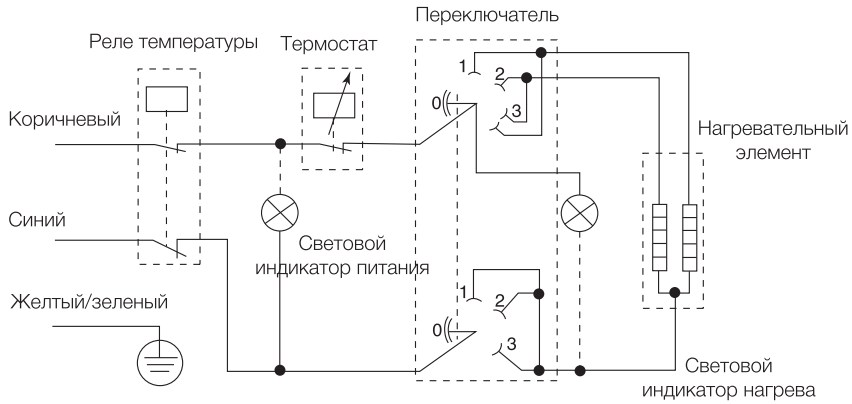 Переключатель
Реле температуры
Термостат
1
2
3
0
Коричневый
Нагревательный
элемент
Синий
Световой
индикатор питания
Желтый/зеленый
1
2
0
3
Световой
индикатор нагрева